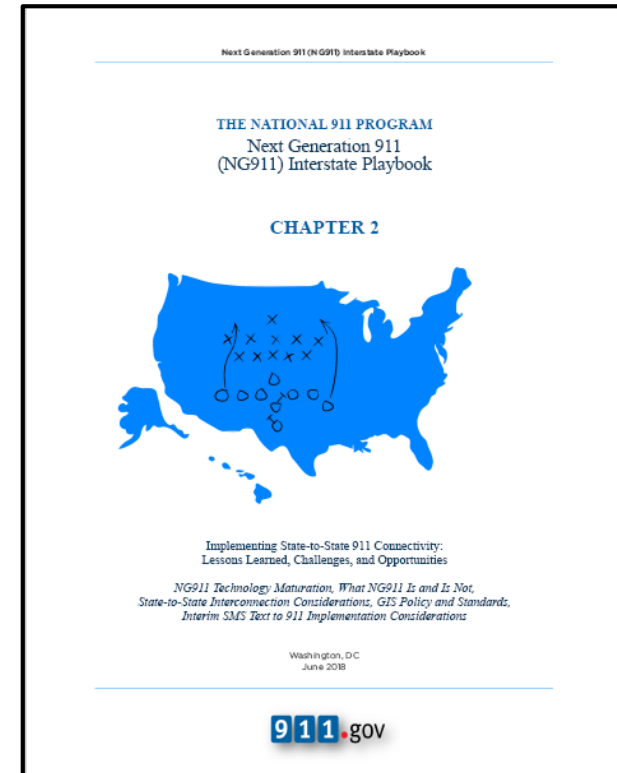 Next Generation 911 (NG911) Interstate Playbook
THE NATIONAL 911 PROGRAM
Next Generation 911
(NG911) Interstate Playbook
CHAPTER 2
Implementing State-to-State 911 Connectivity:
Lessons Learned, Challenges, and Opportunities
NG911 Technology Maturation, What NG911 Is and Is Not,
State-to-State Interconnection Considerations, GIS Policy and Standards,
Interim SMS Text to 911 Implementation Considerations
Washington, DC
June 2018
911.gov